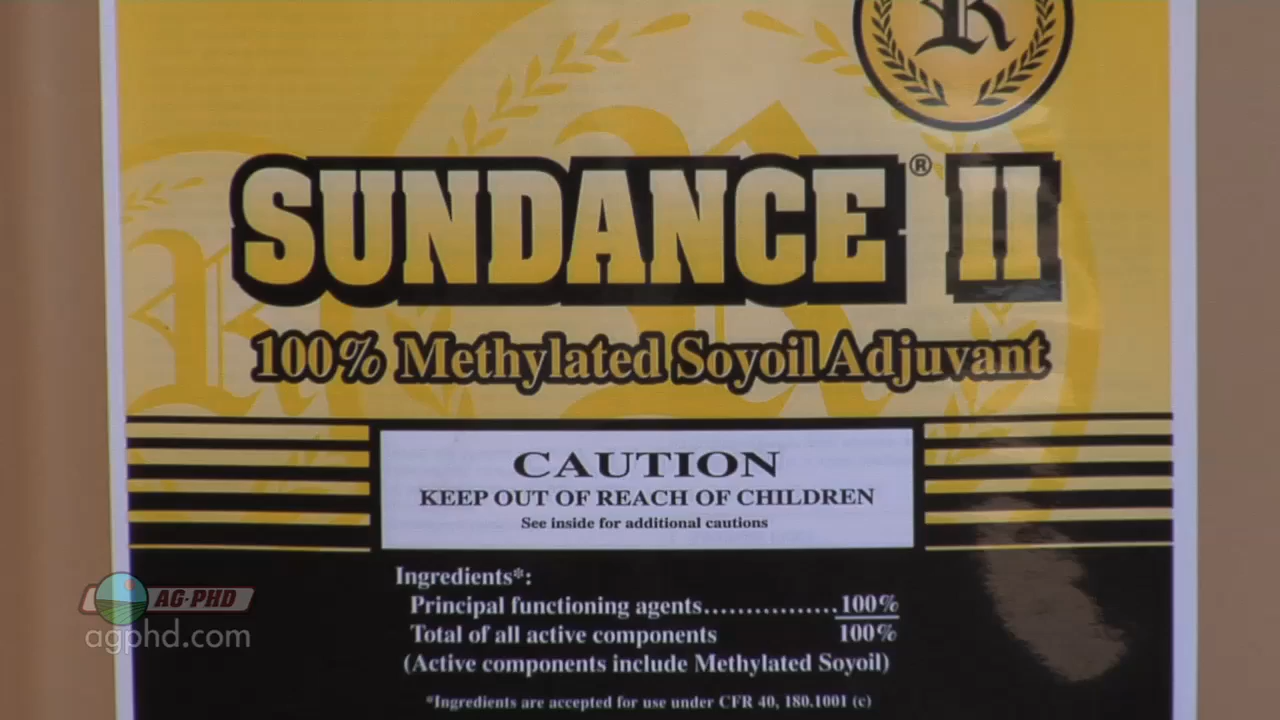 R
SUNDANCE® II
100% Methylated Soyoil Adjuvant
CAUTION
KEEP OUT OF REACH OF CHILDREN
See inside for additional cautions
Ingredients*:
Principal functioning agents.................100%
Total of all active components 100%
(Active components include Methylated Soyoil)
*Ingredients are accepted for use under CFR 40, 180.1001 (c)
AG·PHD
agphd.com